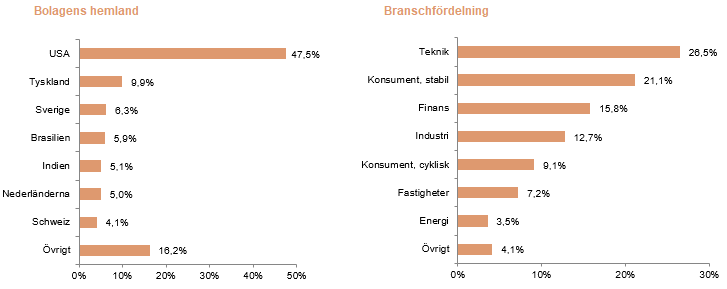 Bolagens hemland
USA 47,5%
Tyskland 9,9%
Sverige 6,3%
Brasilien 5,9%
Indien 5,1%
Nederländerna 5,0%
Schweiz 4,1%
Övrigt 16,2%
0% 10% 20% 30% 40% 50%
Branschfördelning
Teknik 26,5%
Konsument, stabil 21,1%
Finans 15,8%
Industri 12,7%
Konsument, cyklisk 9,1%
Fastigheter 7,2%
Energi 3,5%
Övrigt 4,1%
0% 10% 20% 30%